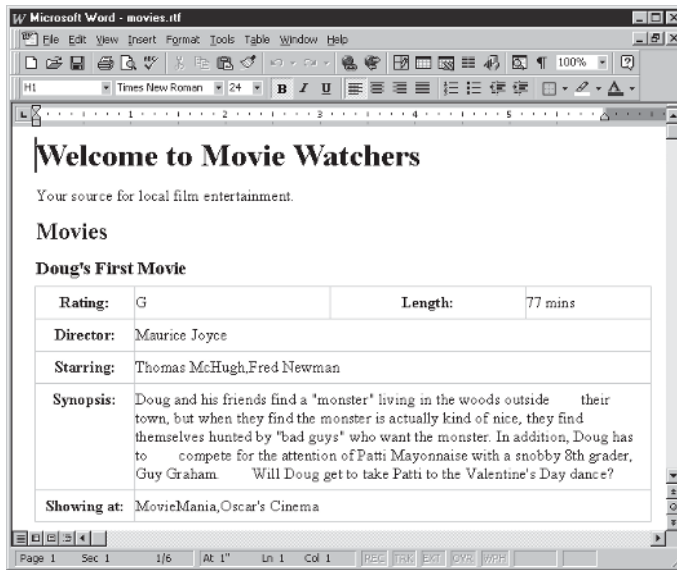 Microsoft Word - movies.rtf
File Edit View Insert Format Tools Table Window Help
100%
H1 Times New Roman 24 B I U A
1 2 3 4 5
Welcome to Movie Watchers
Your source for local film entertainment.
Movies
Doug's First Movie
Rating: G Length: 77 mins
Director: Maurice Joyce
Starring: Thomas McHugh,Fred Newman
Synopsis: Doug and his friends find a "monster" living in the woods outside their
town, but when they find the monster is actually kind of nice, they find
themselves hunted by "bad guys" who want the monster. In addition, Doug has
to compete for the attention of Patti Mayonnaise with a snobby 8th grader,
Guy Graham. Will Doug get to take Patti to the Valentine's Day dance?
Showing at: MovieMania,Oscar's Cinema
Page 1 Sec 1 1/6 At 1" Ln 1 Col 1 REC TRK EXT OVR WPH